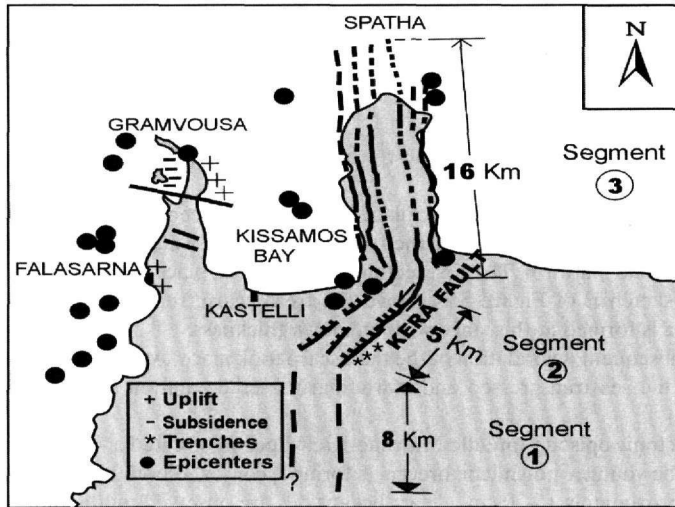 SPATHA
N
GRAMVOUSA
Segment
3
16 Km
KISSAMOS
BAY
FALASARNA
KASTELLI
KERA FAULT
5 Km
Segment
2
+ Uplift
- Subsidence
* Trenches
Epicenters
8 Km
Segment
1
?